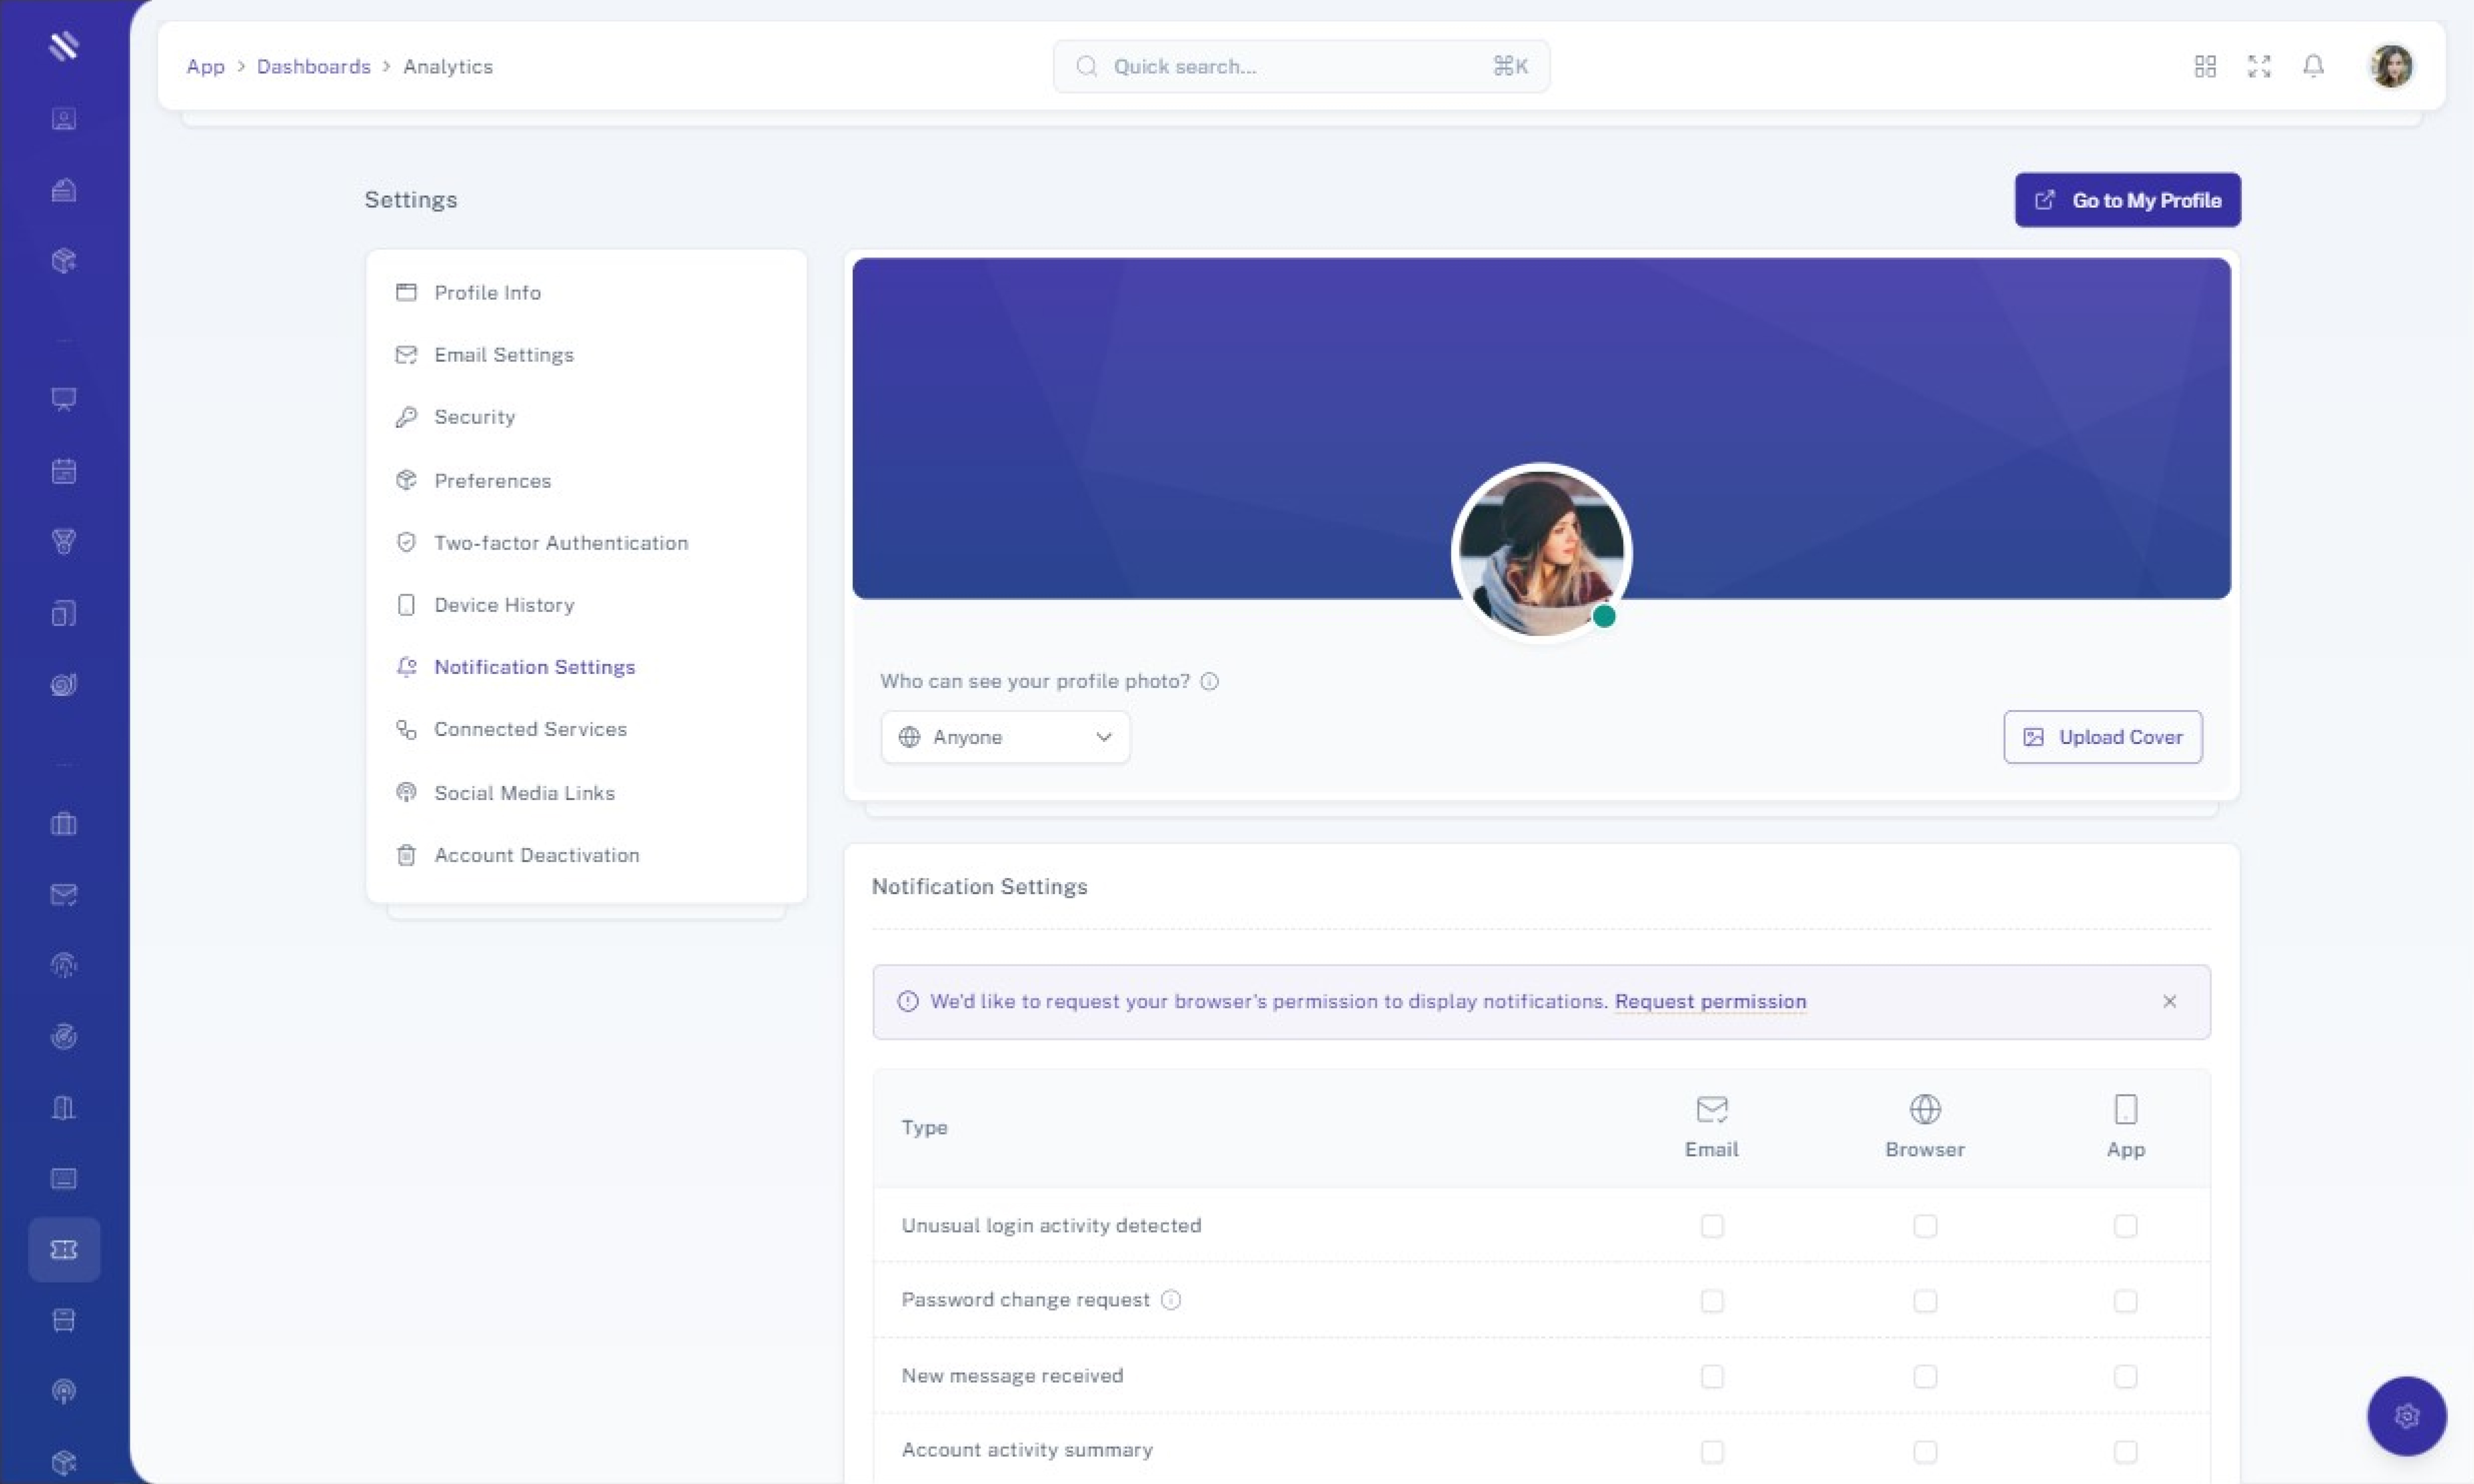 App > Dashboards > Analytics
Quick search... ⌘K
Settings
Go to My Profile
Profile Info
Email Settings
Security
Preferences
Two-factor Authentication
Device History
Notification Settings
Connected Services
Social Media Links
Account Deactivation
Who can see your profile photo?
Anyone
Upload Cover
Notification Settings
We'd like to request your browser's permission to display notifications. Request permission
Type Email Browser App
Unusual login activity detected
Password change request
New message received
Account activity summary